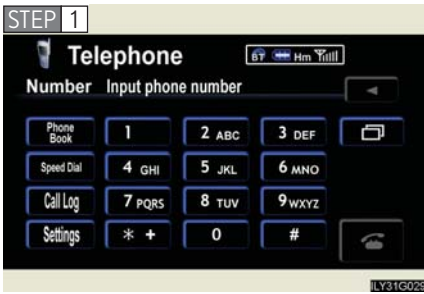 STEP 1
Telephone
BT Hm
Number Input phone number
Phone Book 1 2 ABC 3 DEF
Speed Dial 4 GHI 5 JKL 6 MNO
Call Log 7 PQRS 8 TUV 9 WXYZ
Settings * + 0 #
ILY31G029